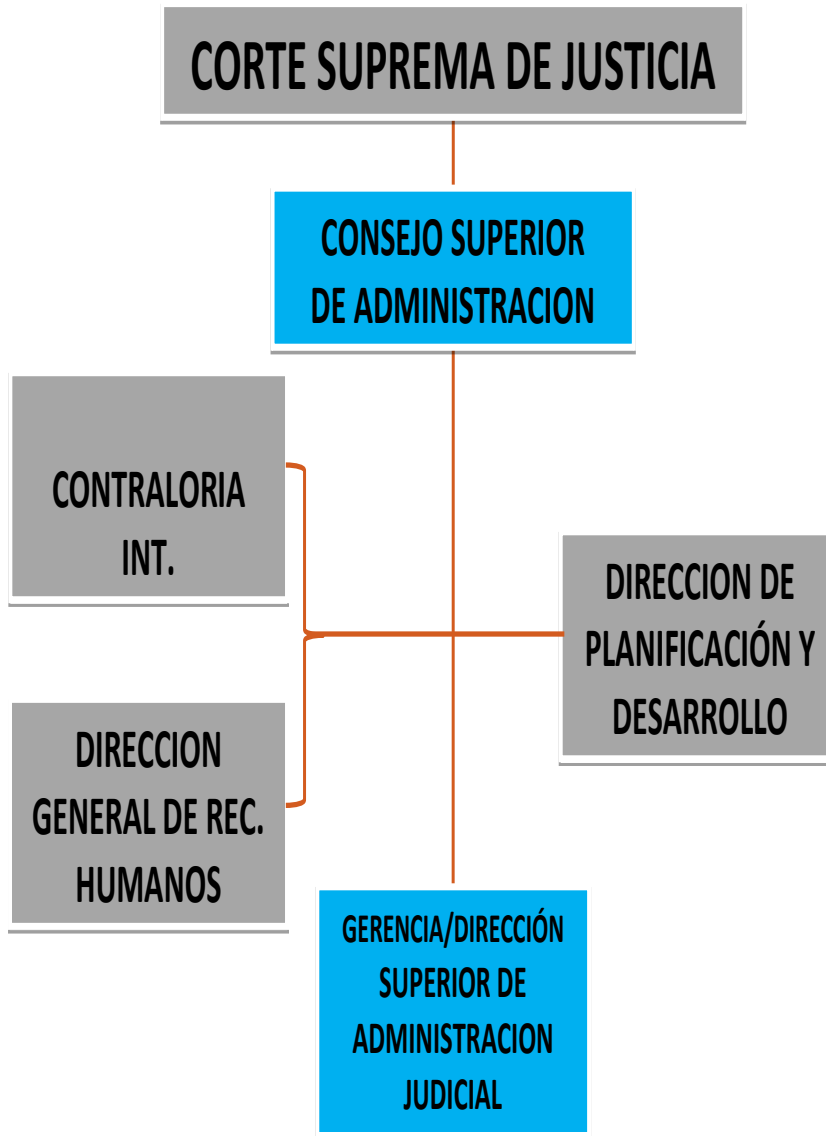 CORTE SUPREMA DE JUSTICIA
CONSEJO SUPERIOR
DE ADMINISTRACION
CONTRALORIA
INT.
DIRECCION DE
PLANIFICACIÓN Y
DESARROLLO
DIRECCION
GENERAL DE REC.
HUMANOS
GERENCIA/DIRECCIÓN
SUPERIOR DE
ADMINISTRACION
JUDICIAL